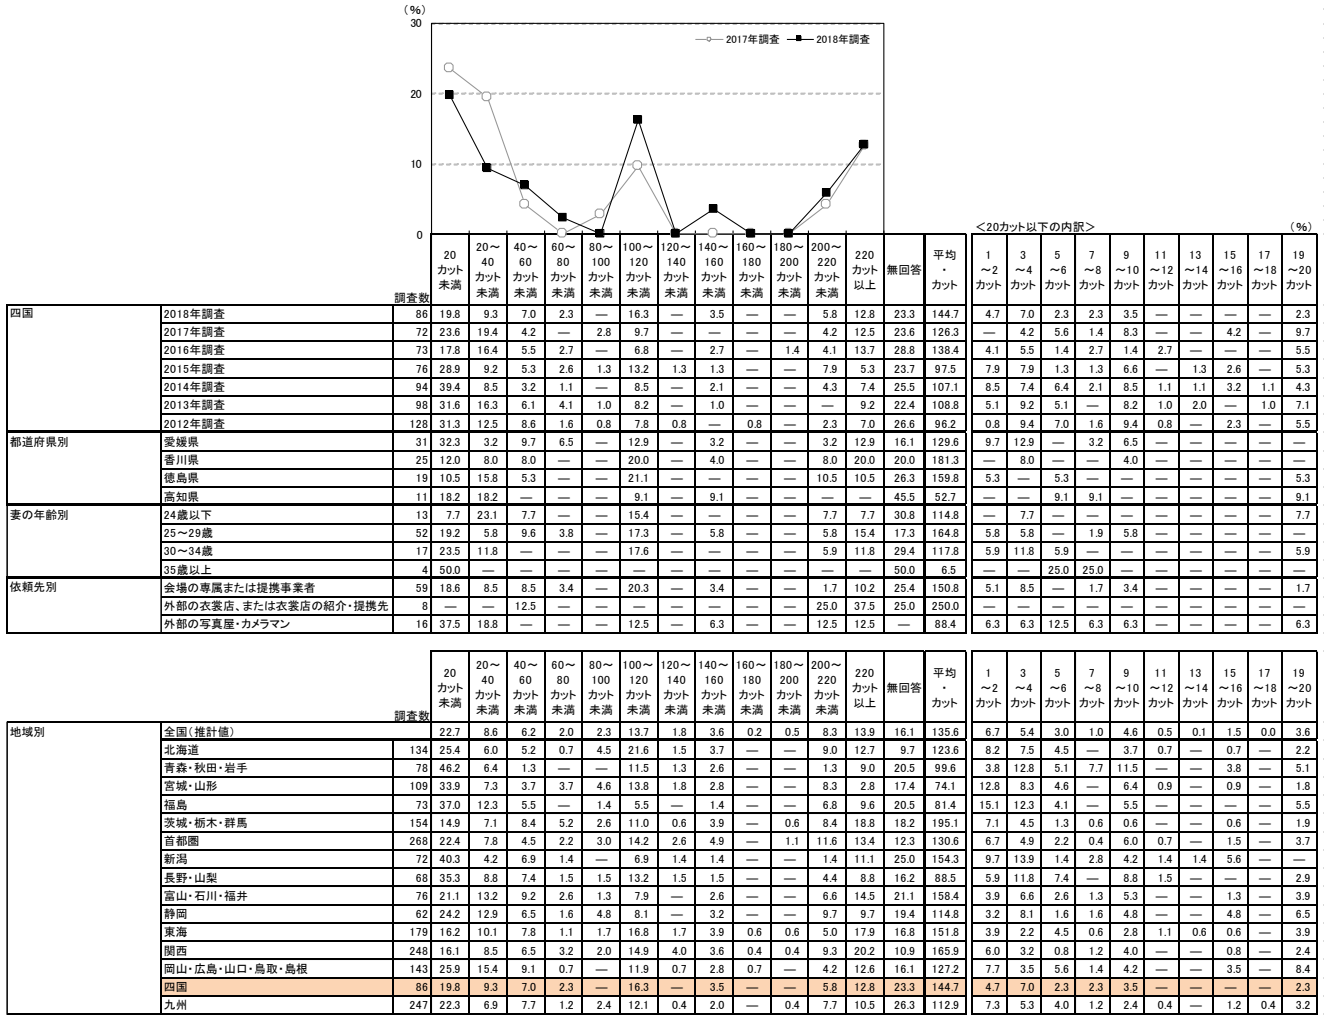 (%)
30
20
10
0
2017年調査 2018年調査
<20カット以下の内訳> (%)
調査数 20カット未満 20～40カット未満 40～60カット未満 60～80カット未満 80～100カット未満 100～120カット未満 120～140カット未満 140～160カット未満 160～180カット未満 180～200カット未満 200～220カット未満 220カット以上 無回答 平均・カット 1～2カット 3～4カット 5～6カット 7～8カット 9～10カット 11～12カット 13～14カット 15～16カット 17～18カット 19～20カット
四国 2018年調査 86 19.8 9.3 7.0 2.3 — 16.3 — 3.5 — — 5.8 12.8 23.3 144.7 4.7 7.0 2.3 2.3 3.5 — — — — 2.3
2017年調査 72 23.6 19.4 4.2 — 2.8 9.7 — — — — 4.2 12.5 23.6 126.3 — 4.2 5.6 1.4 8.3 — — 4.2 — 9.7
2016年調査 73 17.8 16.4 5.5 2.7 — 6.8 — 2.7 — 1.4 4.1 13.7 28.8 138.4 4.1 5.5 1.4 2.7 1.4 2.7 — — — 5.5
2015年調査 76 28.9 9.2 5.3 2.6 1.3 13.2 1.3 1.3 — — 7.9 5.3 23.7 97.5 7.9 7.9 1.3 1.3 6.6 — 1.3 2.6 — 5.3
2014年調査 94 39.4 8.5 3.2 1.1 — 8.5 — 2.1 — — 4.3 7.4 25.5 107.1 8.5 7.4 6.4 2.1 8.5 1.1 1.1 3.2 1.1 4.3
2013年調査 98 31.6 16.3 6.1 4.1 1.0 8.2 — 1.0 — — — 9.2 22.4 108.8 5.1 9.2 5.1 — 8.2 1.0 2.0 — 1.0 7.1
2012年調査 128 31.3 12.5 8.6 1.6 0.8 7.8 0.8 — 0.8 — 2.3 7.0 26.6 96.2 0.8 9.4 7.0 1.6 9.4 0.8 — 2.3 — 5.5
都道府県別 愛媛県 31 32.3 3.2 9.7 6.5 — 12.9 — 3.2 — — 3.2 12.9 16.1 129.6 9.7 12.9 — 3.2 6.5 — — — — —
香川県 25 12.0 8.0 8.0 — — 20.0 — 4.0 — — 8.0 20.0 20.0 181.3 — 8.0 — — 4.0 — — — — —
徳島県 19 10.5 15.8 5.3 — — 21.1 — — — — 10.5 10.5 26.3 159.8 5.3 — 5.3 — — — — — — 5.3
高知県 11 18.2 18.2 — — — 9.1 — 9.1 — — — — 45.5 52.7 — — 9.1 9.1 — — — — — 9.1
妻の年齢別 24歳以下 13 7.7 23.1 7.7 — — 15.4 — — — — 7.7 7.7 30.8 114.8 — 7.7 — — — — — — — 7.7
25～29歳 52 19.2 5.8 9.6 3.8 — 17.3 — 5.8 — — 5.8 15.4 17.3 164.8 5.8 5.8 — 1.9 5.8 — — — — —
30～34歳 17 23.5 11.8 — — — 17.6 — — — — 5.9 11.8 29.4 117.8 5.9 11.8 5.9 — — — — — — 5.9
35歳以上 4 50.0 — — — — — — — — — — — 50.0 6.5 — — 25.0 25.0 — — — — — —
依頼先別 会場の専属または提携事業者 59 18.6 8.5 8.5 3.4 — 20.3 — 3.4 — — 1.7 10.2 25.4 150.8 5.1 8.5 — 1.7 3.4 — — — — 1.7
外部の衣裳店、または衣裳店の紹介・提携先 8 — — 12.5 — — — — — — — 25.0 37.5 25.0 250.0 — — — — — — — — — —
外部の写真屋・カメラマン 16 37.5 18.8 — — — 12.5 — 6.3 — — 12.5 12.5 — 88.4 6.3 6.3 12.5 6.3 6.3 — — — — 6.3
調査数 20カット未満 20～40カット未満 40～60カット未満 60～80カット未満 80～100カット未満 100～120カット未満 120～140カット未満 140～160カット未満 160～180カット未満 180～200カット未満 200～220カット未満 220カット以上 無回答 平均・カット 1～2カット 3～4カット 5～6カット 7～8カット 9～10カット 11～12カット 13～14カット 15～16カット 17～18カット 19～20カット
地域別 全国(推計値) 22.7 8.6 6.2 2.0 2.3 13.7 1.8 3.6 0.2 0.5 8.3 13.9 16.1 135.6 6.7 5.4 3.0 1.0 4.6 0.5 0.1 1.5 0.0 3.6
北海道 134 25.4 6.0 5.2 0.7 4.5 21.6 1.5 3.7 — — 9.0 12.7 9.7 123.6 8.2 7.5 4.5 — 3.7 0.7 — 0.7 — 2.2
青森・秋田・岩手 78 46.2 6.4 1.3 — — 11.5 1.3 2.6 — — 1.3 9.0 20.5 99.6 3.8 12.8 5.1 7.7 11.5 — — 3.8 — 5.1
宮城・山形 109 33.9 7.3 3.7 3.7 4.6 13.8 1.8 2.8 — — 8.3 2.8 17.4 74.1 12.8 8.3 4.6 — 6.4 0.9 — 0.9 — 1.8
福島 73 37.0 12.3 5.5 — 1.4 5.5 — 1.4 — — 6.8 9.6 20.5 81.4 15.1 12.3 4.1 — 5.5 — — — — 5.5
茨城・栃木・群馬 154 14.9 7.1 8.4 5.2 2.6 11.0 0.6 3.9 — 0.6 8.4 18.8 18.2 195.1 7.1 4.5 1.3 0.6 0.6 — — 0.6 — 1.9
首都圏 268 22.4 7.8 4.5 2.2 3.0 14.2 2.6 4.9 — 1.1 11.6 13.4 12.3 130.6 6.7 4.9 2.2 0.4 6.0 0.7 — 1.5 — 3.7
新潟 72 40.3 4.2 6.9 1.4 — 6.9 1.4 1.4 — — 1.4 11.1 25.0 154.3 9.7 13.9 1.4 2.8 4.2 1.4 1.4 5.6 — —
長野・山梨 68 35.3 8.8 7.4 1.5 1.5 13.2 1.5 1.5 — — 4.4 8.8 16.2 88.5 5.9 11.8 7.4 — 8.8 1.5 — — — 2.9
富山・石川・福井 76 21.1 13.2 9.2 2.6 1.3 7.9 — 2.6 — — 6.6 14.5 21.1 158.4 3.9 6.6 2.6 1.3 5.3 — — 1.3 — 3.9
静岡 62 24.2 12.9 6.5 1.6 4.8 8.1 — 3.2 — — 9.7 9.7 19.4 114.8 3.2 8.1 1.6 1.6 4.8 — — 4.8 — 6.5
東海 179 16.2 10.1 7.8 1.1 1.7 16.8 1.7 3.9 0.6 0.6 5.0 17.9 16.8 151.8 3.9 2.2 4.5 0.6 2.8 1.1 0.6 0.6 — 3.9
関西 248 16.1 8.5 6.5 3.2 2.0 14.9 4.0 3.6 0.4 0.4 9.3 20.2 10.9 165.9 6.0 3.2 0.8 1.2 4.0 — — 0.8 — 2.4
岡山・広島・山口・鳥取・島根 143 25.9 15.4 9.1 0.7 — 11.9 0.7 2.8 0.7 — 4.2 12.6 16.1 127.2 7.7 3.5 5.6 1.4 4.2 — — 3.5 — 8.4
四国 86 19.8 9.3 7.0 2.3 — 16.3 — 3.5 — — 5.8 12.8 23.3 144.7 4.7 7.0 2.3 2.3 3.5 — — — — 2.3
九州 247 22.3 6.9 7.7 1.2 2.4 12.1 0.4 2.0 — 0.4 7.7 10.5 26.3 112.9 7.3 5.3 4.0 1.2 2.4 0.4 — 1.2 0.4 3.2